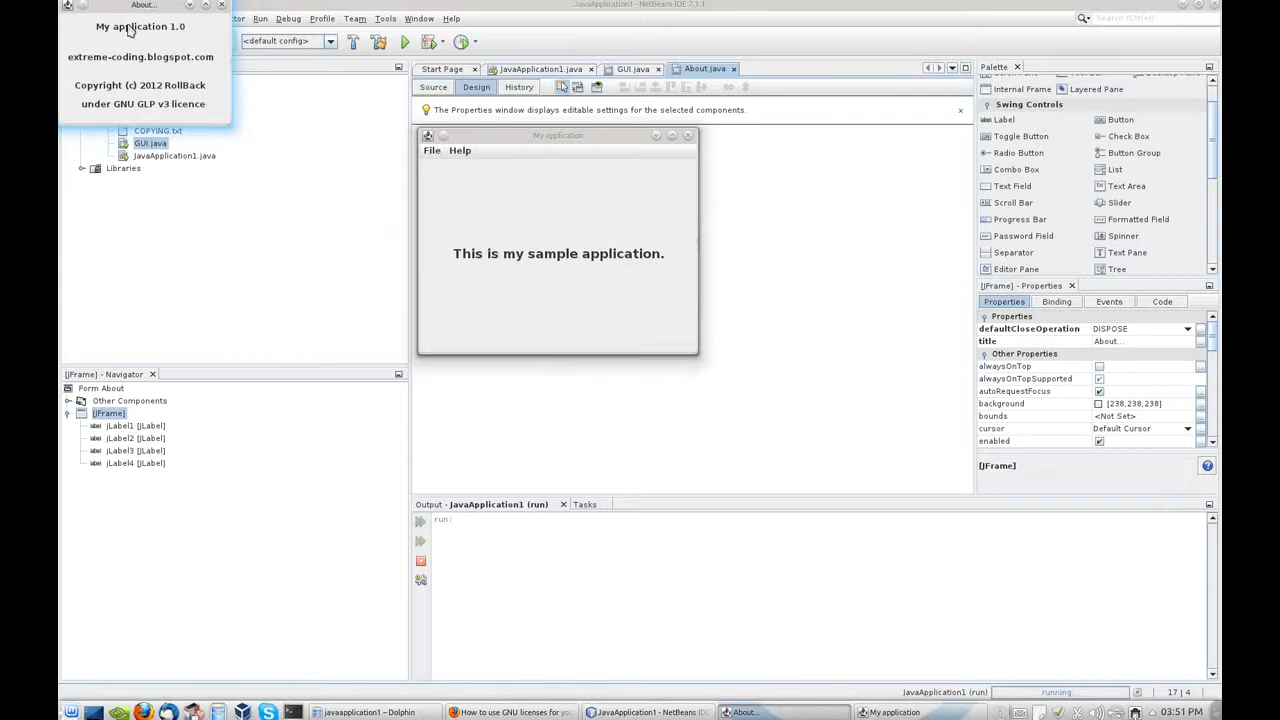 About...
JavaApplication1 - NetBeans IDE 7.1.1
Run Debug Profile Team Tools Window Help
Search (Ctrl+I)
My application 1.0
extreme-coding.blogspot.com
Copyright (c) 2012 RollBack
under GNU GLP v3 licence
<default config>
COPYING.txt
GUI.java
JavaApplication1.java
Libraries
Start Page
JavaApplication1.java
GUI.java
About.java
Source Design History
The Properties window displays editable settings for the selected components.
My application
File Help
This is my sample application.
Palette
Internal Frame Layered Pane
Swing Controls
Label Button
Toggle Button Check Box
Radio Button Button Group
Combo Box List
Text Field Text Area
Scroll Bar Slider
Progress Bar Formatted Field
Password Field Spinner
Separator Text Pane
Editor Pane Tree
[JFrame] - Properties
Properties Binding Events Code
Properties
defaultCloseOperation DISPOSE
title About...
Other Properties
alwaysOnTop
alwaysOnTopSupported
autoRequestFocus
background [238,238,238]
bounds <Not Set>
cursor Default Cursor
enabled
[JFrame]
[JFrame] - Navigator
Form About
Other Components
[JFrame]
jLabel1 [JLabel]
jLabel2 [JLabel]
jLabel3 [JLabel]
jLabel4 [JLabel]
Output - JavaApplication1 (run)
Tasks
run:
JavaApplication1 (run)
running...
17 | 4
javaapplication1 – Dolphin
How to use GNU licenses for yo
JavaApplication1 - NetBeans IDE
About...
My application
03:51 PM